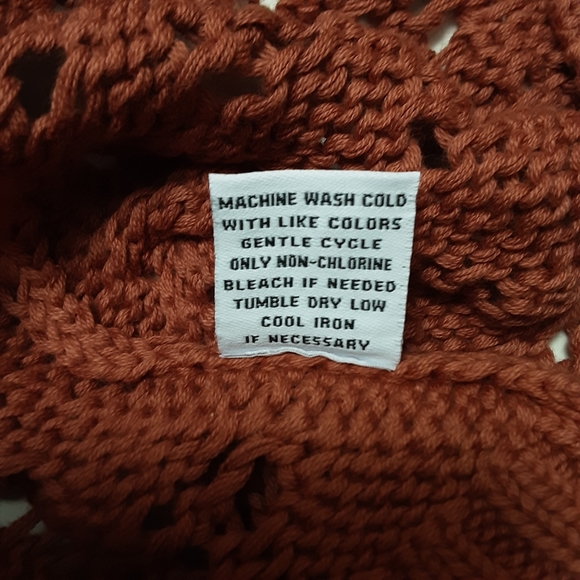 MACHINE WASH COLD
WITH LIKE COLORS
GENTLE CYCLE
ONLY NON-CHLORINE
BLEACH IF NEEDED
TUMBLE DRY LOW
COOL IRON
IF NECESSARY